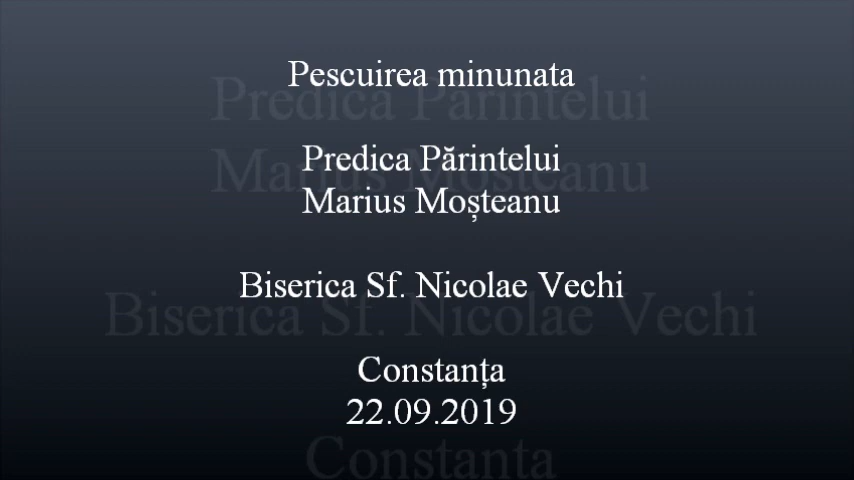 Pescuirea minunata
Predica Părintelui
Marius Moșteanu
Biserica Sf. Nicolae Vechi
Constanța
22.09.2019